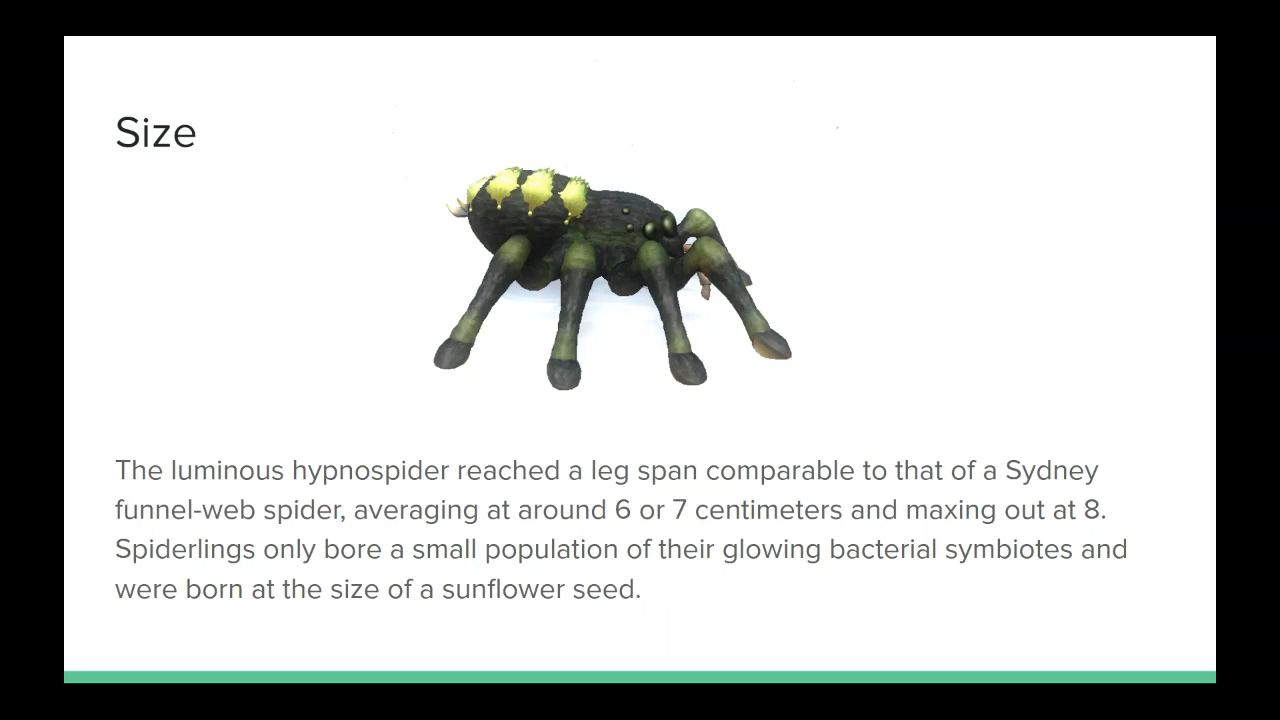 Size
The luminous hypnospider reached a leg span comparable to that of a Sydney
funnel-web spider, averaging at around 6 or 7 centimeters and maxing out at 8.
Spiderlings only bore a small population of their glowing bacterial symbiotes and
were born at the size of a sunflower seed.